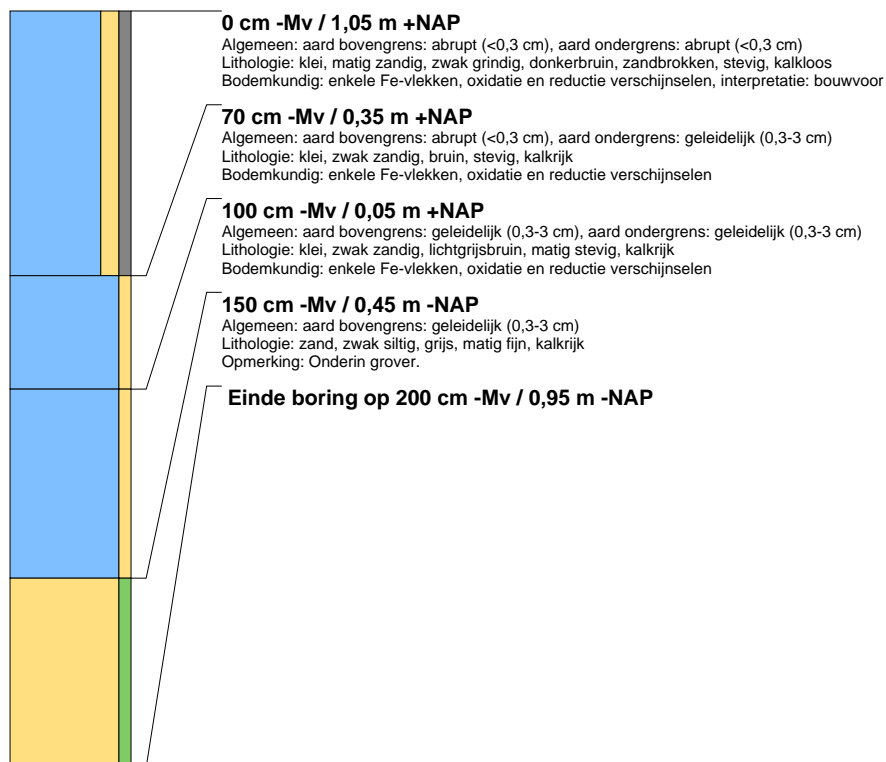 0 cm -Mv / 1,05 m +NAP
Algemeen: aard bovengrens: abrupt (<0,3 cm), aard ondergrens: abrupt (<0,3 cm)
Lithologie: klei, matig zandig, zwak grindig, donkerbruin, zandbrokken, stevig, kalkloos
Bodemkundig: enkele Fe-vlekken, oxidatie en reductie verschijnselen, interpretatie: bouwvoor
70 cm -Mv / 0,35 m +NAP
Algemeen: aard bovengrens: abrupt (<0,3 cm), aard ondergrens: geleidelijk (0,3-3 cm)
Lithologie: klei, zwak zandig, bruin, stevig, kalkrijk
Bodemkundig: enkele Fe-vlekken, oxidatie en reductie verschijnselen
100 cm -Mv / 0,05 m +NAP
Algemeen: aard bovengrens: geleidelijk (0,3-3 cm), aard ondergrens: geleidelijk (0,3-3 cm)
Lithologie: klei, zwak zandig, lichtgrijsbruin, matig stevig, kalkrijk
Bodemkundig: enkele Fe-vlekken, oxidatie en reductie verschijnselen
150 cm -Mv / 0,45 m -NAP
Algemeen: aard bovengrens: geleidelijk (0,3-3 cm)
Lithologie: zand, zwak siltig, grijs, matig fijn, kalkrijk
Opmerking: Onderin grover.
Einde boring op 200 cm -Mv / 0,95 m -NAP